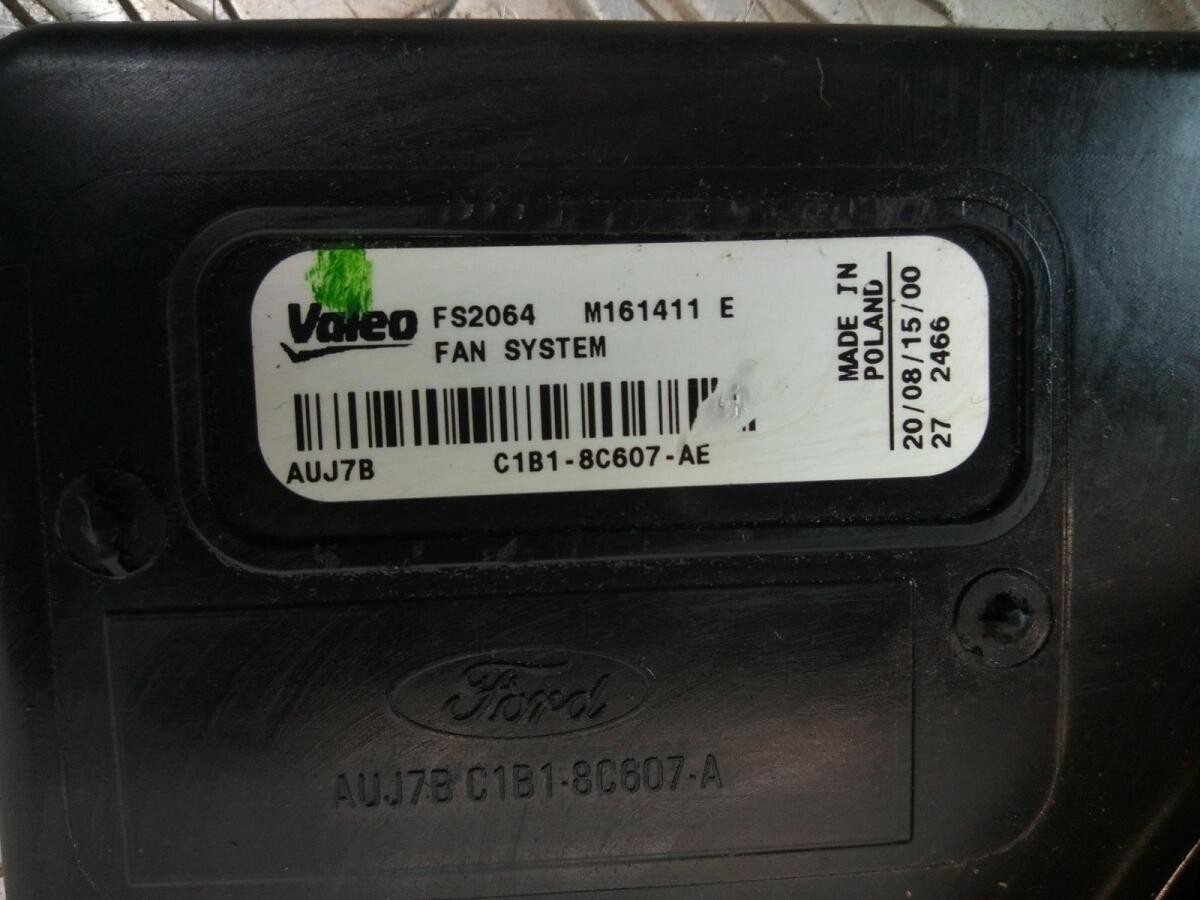 Valeo FS2064 M161411 E
FAN SYSTEM
AUJ7B C1B1-8C607-AE
MADE IN
POLAND
20/08/15/00
27 2466
Ford
AUJ7B C1B1-8C607-A